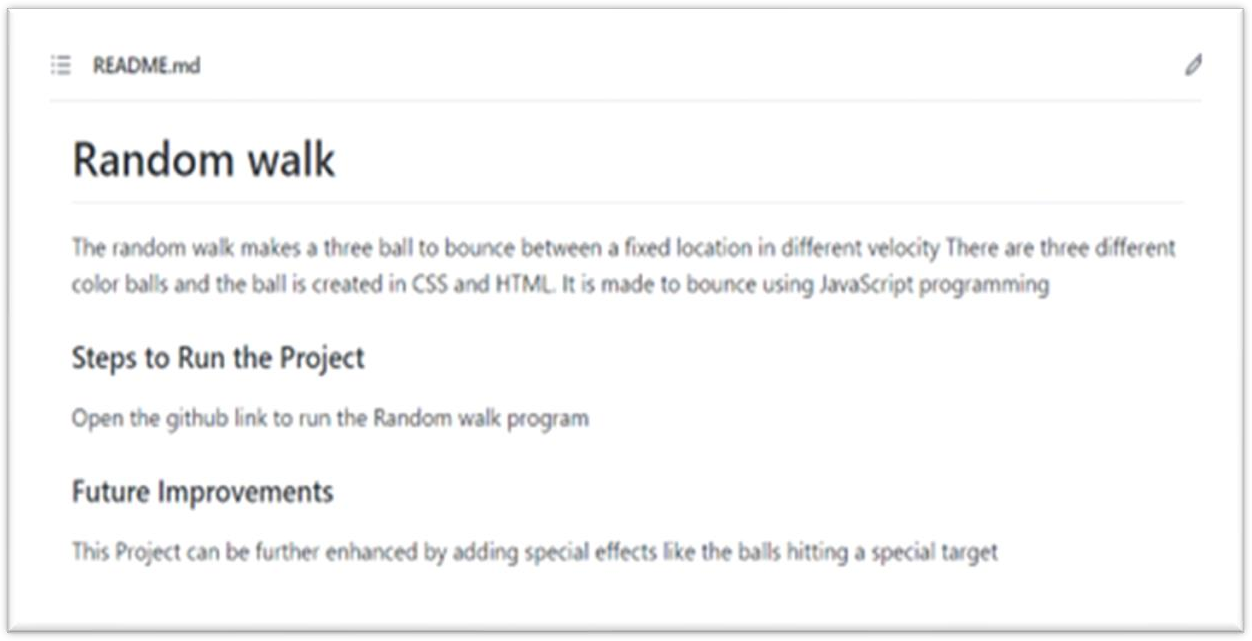 README.md
Random walk
The random walk makes a three ball to bounce between a fixed location in different velocity There are three different
color balls and the ball is created in CSS and HTML. It is made to bounce using JavaScript programming
Steps to Run the Project
Open the github link to run the Random walk program
Future Improvements
This Project can be further enhanced by adding special effects like the balls hitting a special target